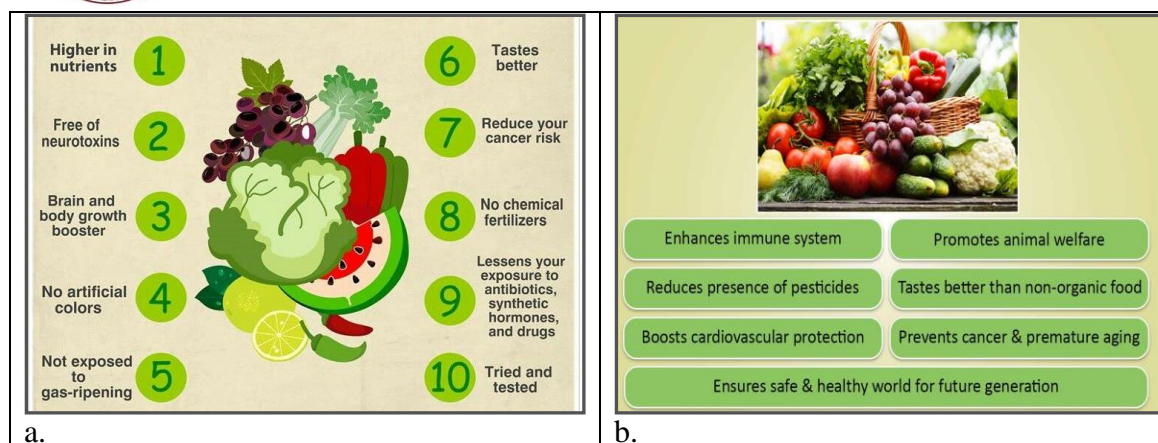 Higher in
nutrients
1
Free of
neurotoxins
2
Brain and
body growth
booster
3
No artificial
colors
4
Not exposed
to
gas-ripening
5
6
Tastes
better
7
Reduce your
cancer risk
8
No chemical
fertilizers
9
Lessens your
exposure to
antibiotics,
synthetic
hormones,
and drugs
10
Tried and
tested
a.
Enhances immune system
Promotes animal welfare
Reduces presence of pesticides
Tastes better than non-organic food
Boosts cardiovascular protection
Prevents cancer & premature aging
Ensures safe & healthy world for future generation
b.